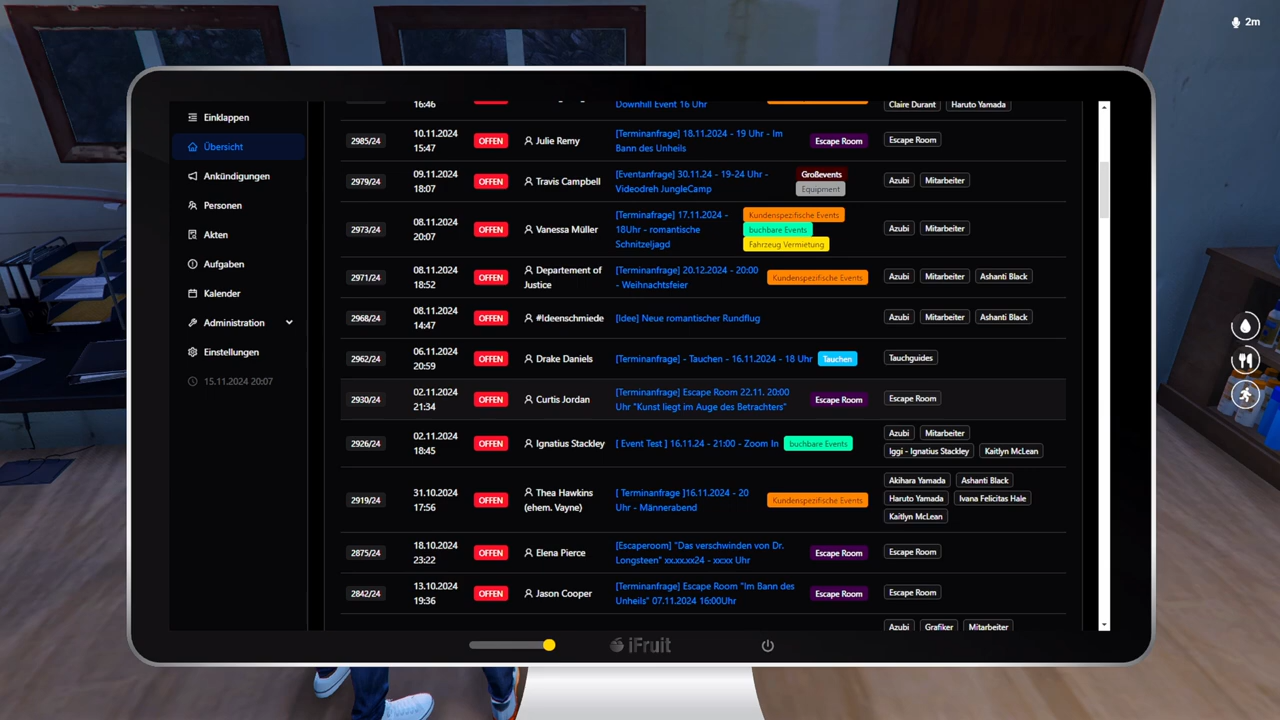 2m
Einklappen
Übersicht
Ankündigungen
Personen
Akten
Aufgaben
Kalender
Administration
Einstellungen
15.11.2024 20:07
16:46
Downhill Event 16 Uhr
Claire Durant
Haruto Yamada
2985/24
10.11.2024
15:47
OFFEN
Julie Remy
[Terminanfrage] 18.11.2024 - 19 Uhr - Im
Bann des Unheils
Escape Room
Escape Room
2979/24
09.11.2024
18:07
OFFEN
Travis Campbell
[Eventanfrage] 30.11.24 - 19-24 Uhr -
Videodreh JungleCamp
Großevents
Equipment
Azubi
Mitarbeiter
2973/24
08.11.2024
20:07
OFFEN
Vanessa Müller
[Terminafrage] 17.11.2024 -
18Uhr - romantische
Schnitzeljagd
Kundenspezifische Events
buchbare Events
Fahrzeug Vermietung
Azubi
Mitarbeiter
2971/24
08.11.2024
18:52
OFFEN
Departement of
Justice
[Terminanfrage] 20.12.2024 - 20:00
- Weihnachtsfeier
Kundenspezifische Events
Azubi
Mitarbeiter
Ashanti Black
2968/24
08.11.2024
14:47
OFFEN
#Ideenschmiede
[Idee] Neue romantischer Rundflug
Azubi
Mitarbeiter
Ashanti Black
2962/24
06.11.2024
20:59
OFFEN
Drake Daniels
[Terminanfrage] - Tauchen - 16.11.2024 - 18 Uhr
Tauchen
Tauchguides
2930/24
02.11.2024
21:34
OFFEN
Curtis Jordan
[Terminanfrage] Escape Room 22.11. 20:00
Uhr "Kunst liegt im Auge des Betrachters"
Escape Room
Escape Room
2926/24
02.11.2024
18:45
OFFEN
Ignatius Stackley
[ Event Test ] 16.11.24 - 21:00 - Zoom In
buchbare Events
Azubi
Mitarbeiter
Iggi - Ignatius Stackley
Kaitlyn McLean
2919/24
31.10.2024
17:56
OFFEN
Thea Hawkins
(ehem. Vayne)
[ Terminanfrage ]16.11.2024 - 20
Uhr - Männerabend
Kundenspezifische Events
Akihara Yamada
Ashanti Black
Haruto Yamada
Ivana Felicitas Hale
Kaitlyn McLean
2875/24
18.10.2024
23:22
OFFEN
Elena Pierce
[Escaperoom] "Das verschwinden von Dr.
Longsteen" xx.xx.xx24 - xx:xx Uhr
Escape Room
Escape Room
2842/24
13.10.2024
19:36
OFFEN
Jason Cooper
[Terminanfrage] Escape Room "Im Bann des
Unheils" 07.11.2024 16:00Uhr
Escape Room
Escape Room
Azubi
Grafiker
Mitarbeiter
iFruit